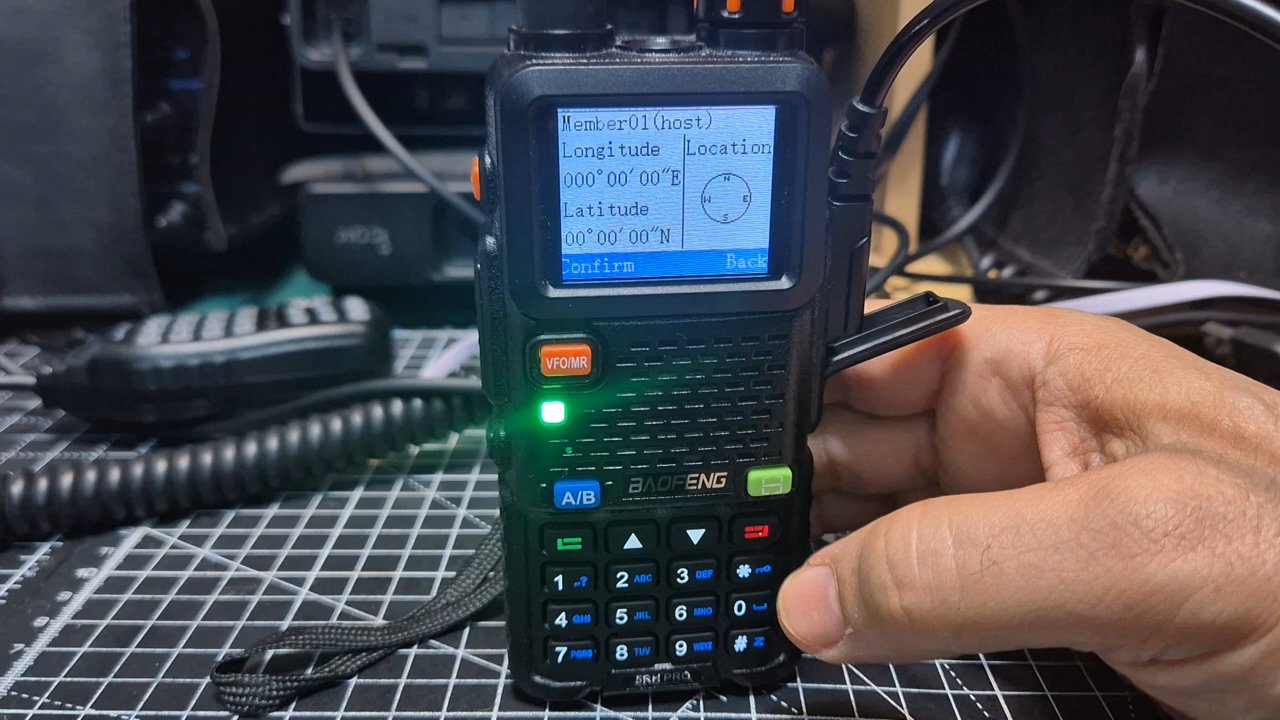 Member01(host)
Longitude
000°00′00″E
Latitude
00°00′00″N
Location
N
W E
S
Confirm Back
VFO/MR
A/B
BAOFENG
1 ,.?
2 ABC
3 DEF
*
4 GHI
5 JKL
6 MNO
0
7 PQRS
8 TUV
9 WXYZ
#
5RH PRO